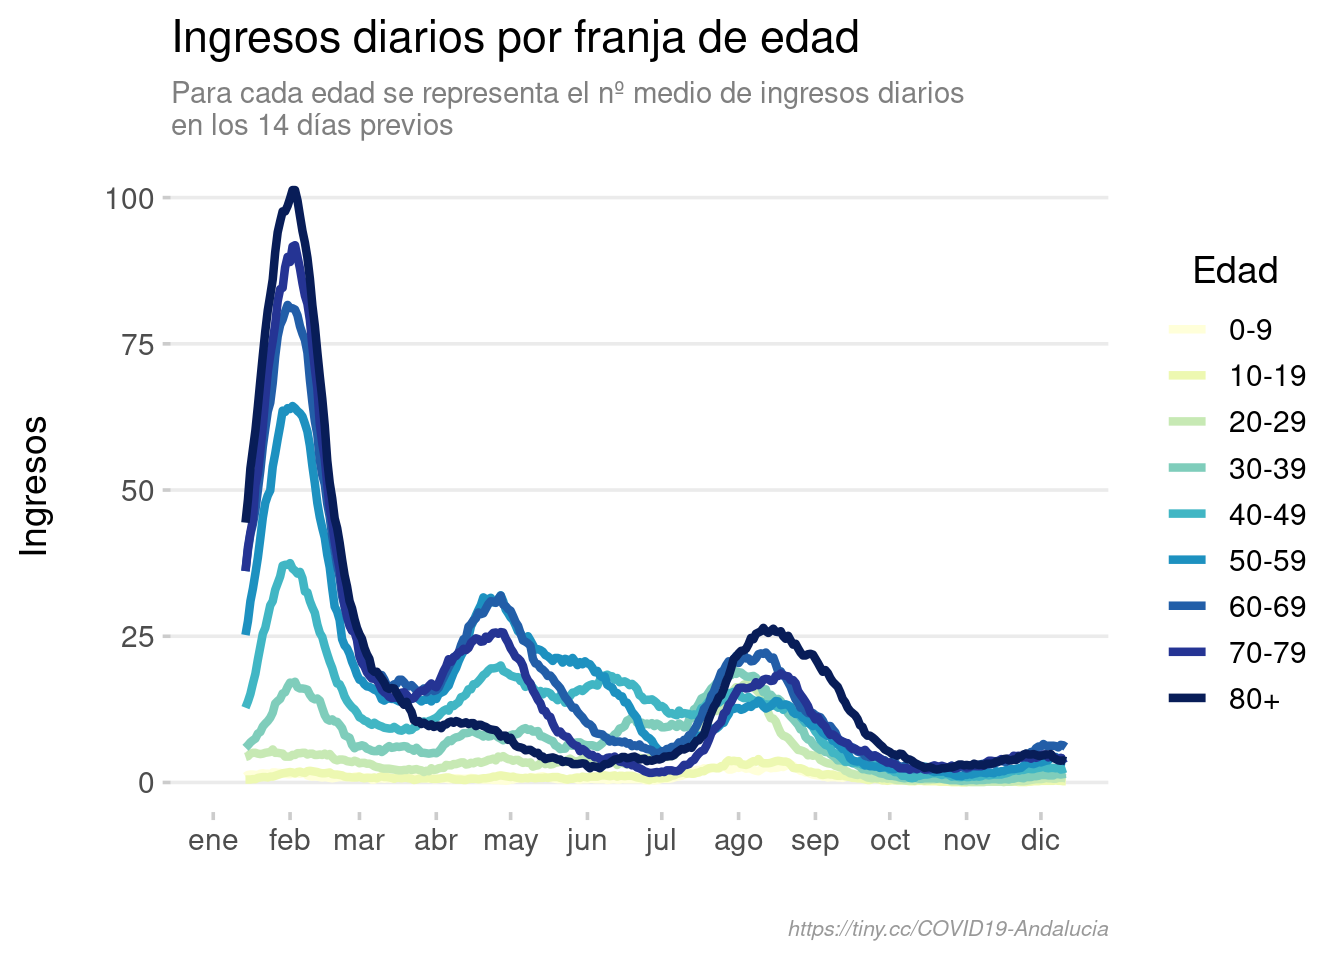 Ingresos diarios por franja de edad
Para cada edad se representa el nº medio de ingresos diarios
en los 14 días previos
Ingresos
100
75
50
25
0
ene feb mar abr may jun jul ago sep oct nov dic
Edad
0-9
10-19
20-29
30-39
40-49
50-59
60-69
70-79
80+
https://tiny.cc/COVID19-Andalucia